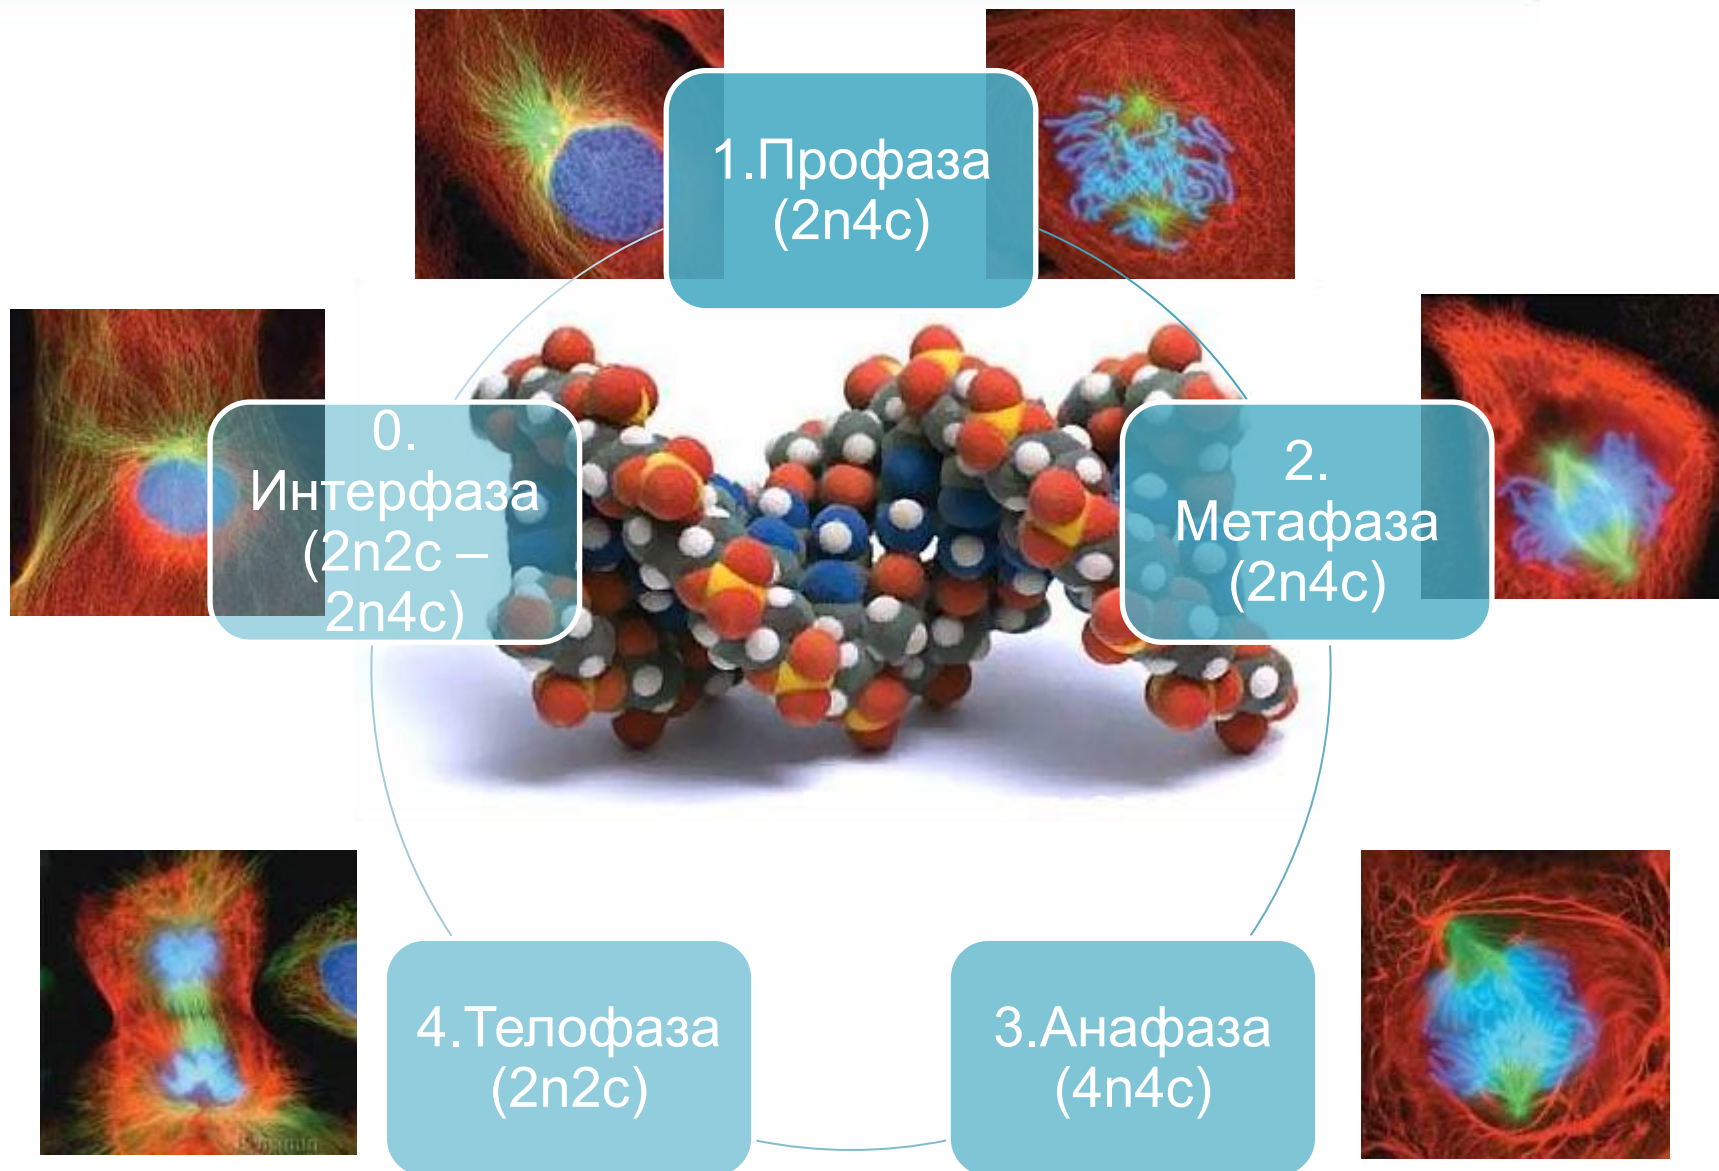 1.Профаза
(2n4c)
0.
Интерфаза
(2n2c –
2n4c)
2.
Метафаза
(2n4c)
4.Телофаза
(2n2c)
3.Анафаза
(4n4c)